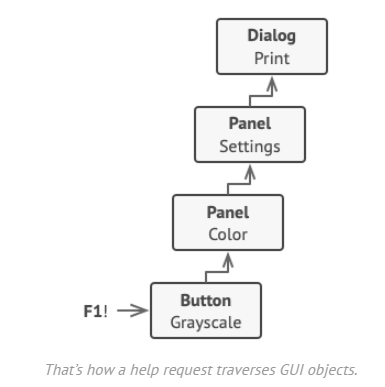 Dialog
Print
Panel
Settings
Panel
Color
F1!
Button
Grayscale
That's how a help request traverses GUI objects.